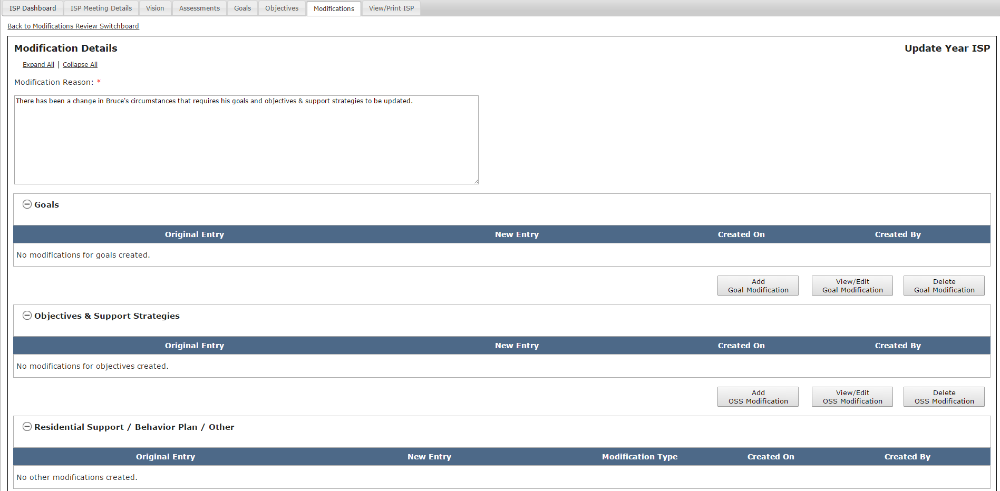 ISP Dashboard ISP Meeting Details Vision Assessments Goals Objectives Modifications View/Print ISP
Back to Modifications Review Switchboard
Modification Details Update Year ISP
Expand All | Collapse All
Modification Reason: *
There has been a change in Bruce's circumstances that requires his goals and objectives & support strategies to be updated.
Goals
Original Entry New Entry Created On Created By
No modifications for goals created.
Add Goal Modification View/Edit Goal Modification Delete Goal Modification
Objectives & Support Strategies
Original Entry New Entry Created On Created By
No modifications for objectives created.
Add OSS Modification View/Edit OSS Modification Delete OSS Modification
Residential Support / Behavior Plan / Other
Original Entry New Entry Modification Type Created On Created By
No other modifications created.